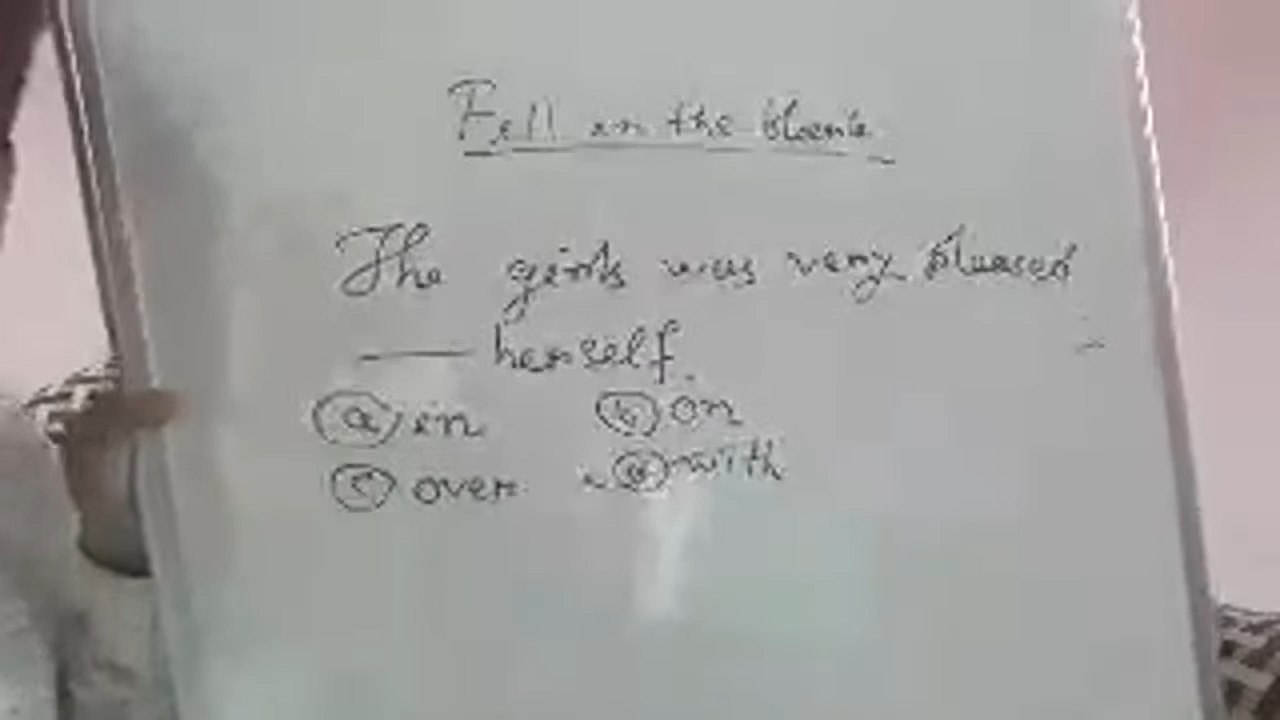 Fill in the blanks
The girls was very pleased
—— herself.
(a) in (b) on
(c) over (d) with